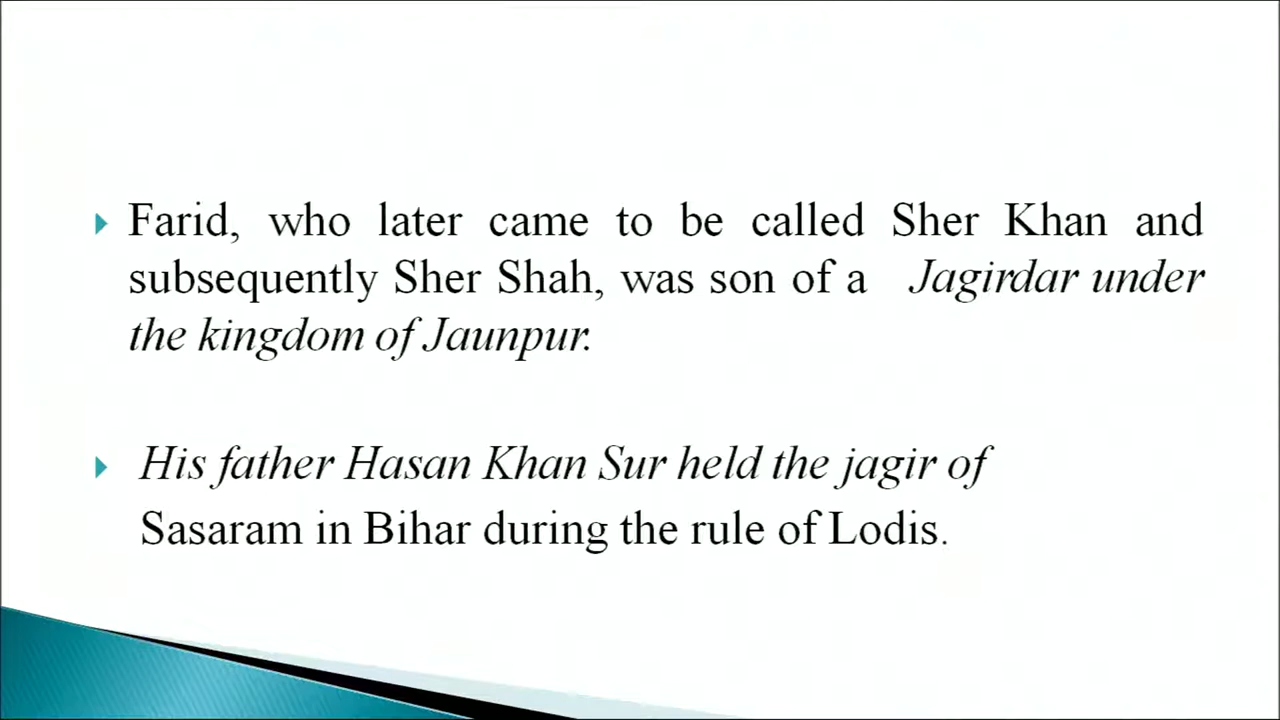 Farid, who later came to be called Sher Khan and
subsequently Sher Shah, was son of a Jagirdar under
the kingdom of Jaunpur.
His father Hasan Khan Sur held the jagir of
Sasaram in Bihar during the rule of Lodis.